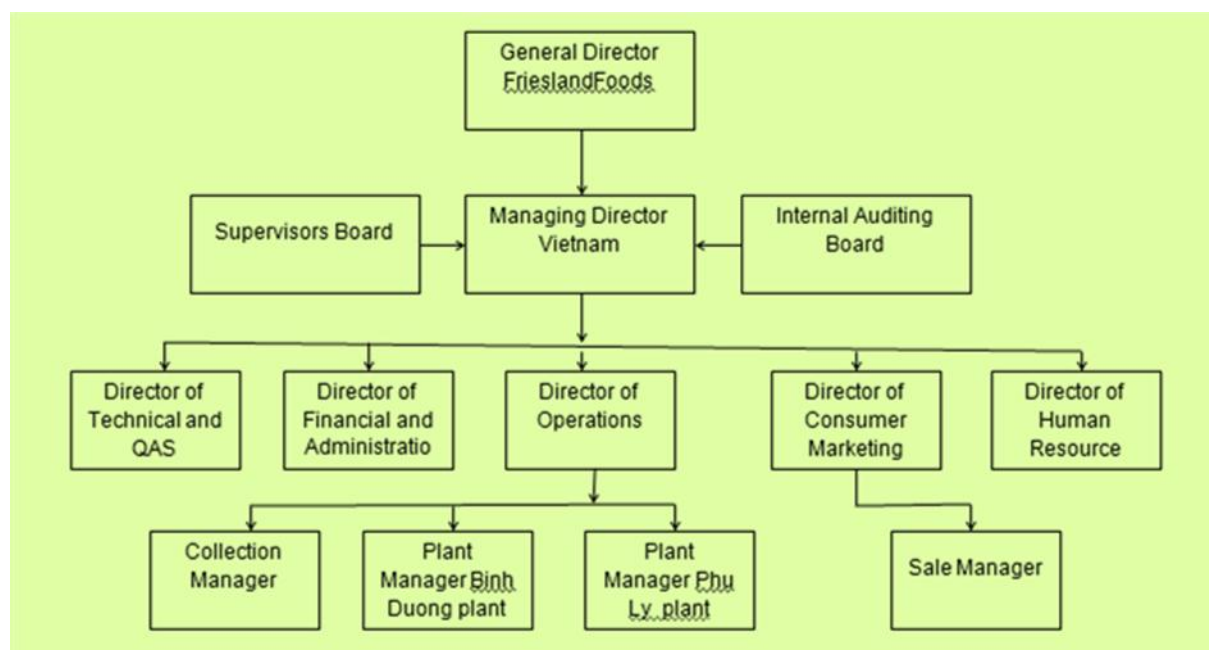 General Director
FrieslandFoods
Supervisors Board
Managing Director
Vietnam
Internal Auditing
Board
Director of
Technical and
QAS
Director of
Financial and
Administratio
Director of
Operations
Director of
Consumer
Marketing
Director of
Human
Resource
Collection
Manager
Plant
Manager Binh
Duong plant
Plant
Manager Phu
Ly plant
Sale Manager